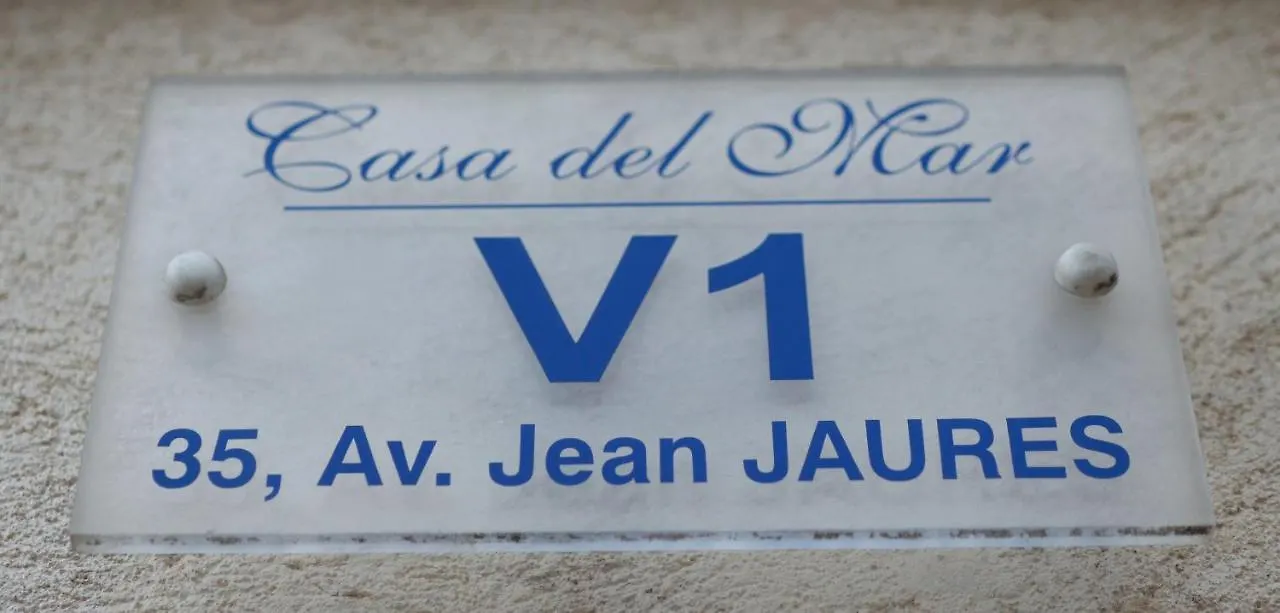 Casa del Mar
V1
35, Av. Jean JAURES